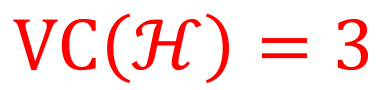 VC(ℋ) = 3